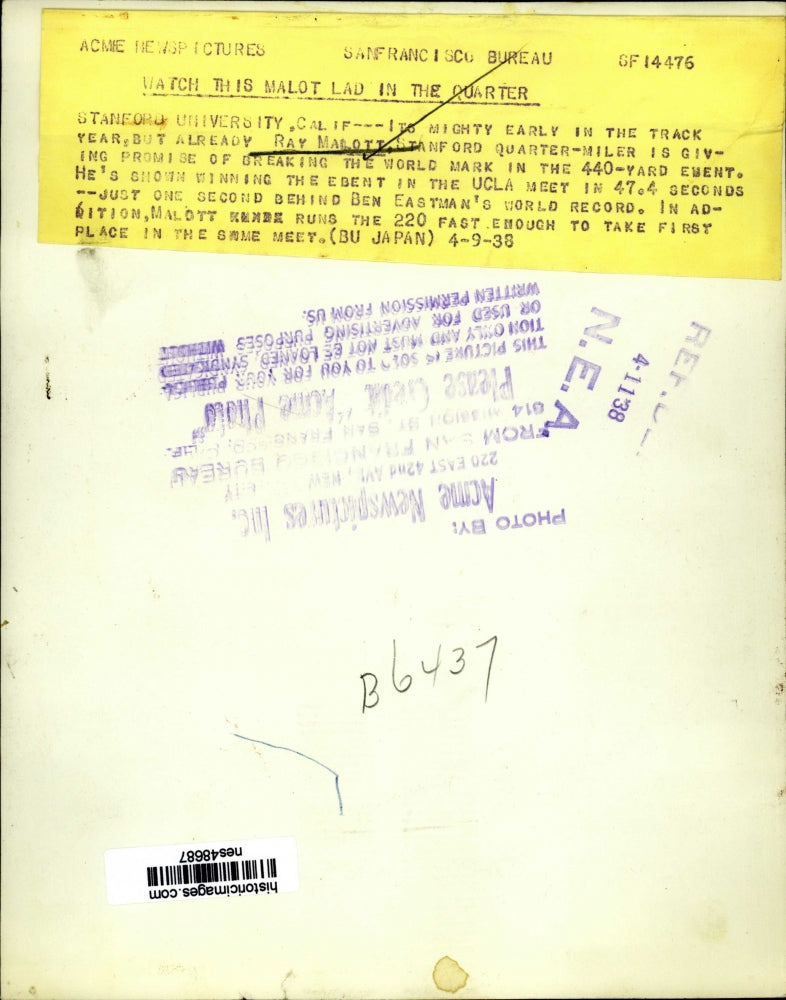 ACME NEWSPICTURES SANFRANCISCO BUREAU SF14476
WATCH THIS MALOT LAD IN THE QUARTER
STANFORD UNIVERSITY,CALIF---ITS MIGHTY EARLY IN THE TRACK
YEAR,BUT ALREADY RAY MALOTT STANFORD QUARTER-MILER IS GIV-
ING PROMISE OF BREAKING THE WORLD MARK IN THE 440-YARD EVENT.
HE'S SHOWN WINNING THE EBENT IN THE UCLA MEET IN 47.4 SECONDS
--JUST ONE SECOND BEHIND BEN EASTMAN'S WORLD RECORD. IN AD-
DITION,MALOTT RUNS THE 220 FAST ENOUGH TO TAKE FIRST
PLACE IN THE SWME MEET.(BU JAPAN) 4-9-38
PHOTO BY:
Acme Newspictures Inc.
220 EAST 42nd AVE., NEW
FROM SAN FRANCISCO BUREAU
814 MISSION ST. SAN FRANCISCO, CALIF.
Please Credit "Acme Photo"
THIS PICTURE IS SOLD TO YOU FOR YOUR PUBLICA
TION ONLY AND MUST NOT BE LOANED, SYNDICATED
OR USED FOR ADVERTISING PURPOSES WITHOUT
WRITTEN PERMISSION FROM US.
N.E.A.
4-1138
B6437
historicimages.com
nes48687